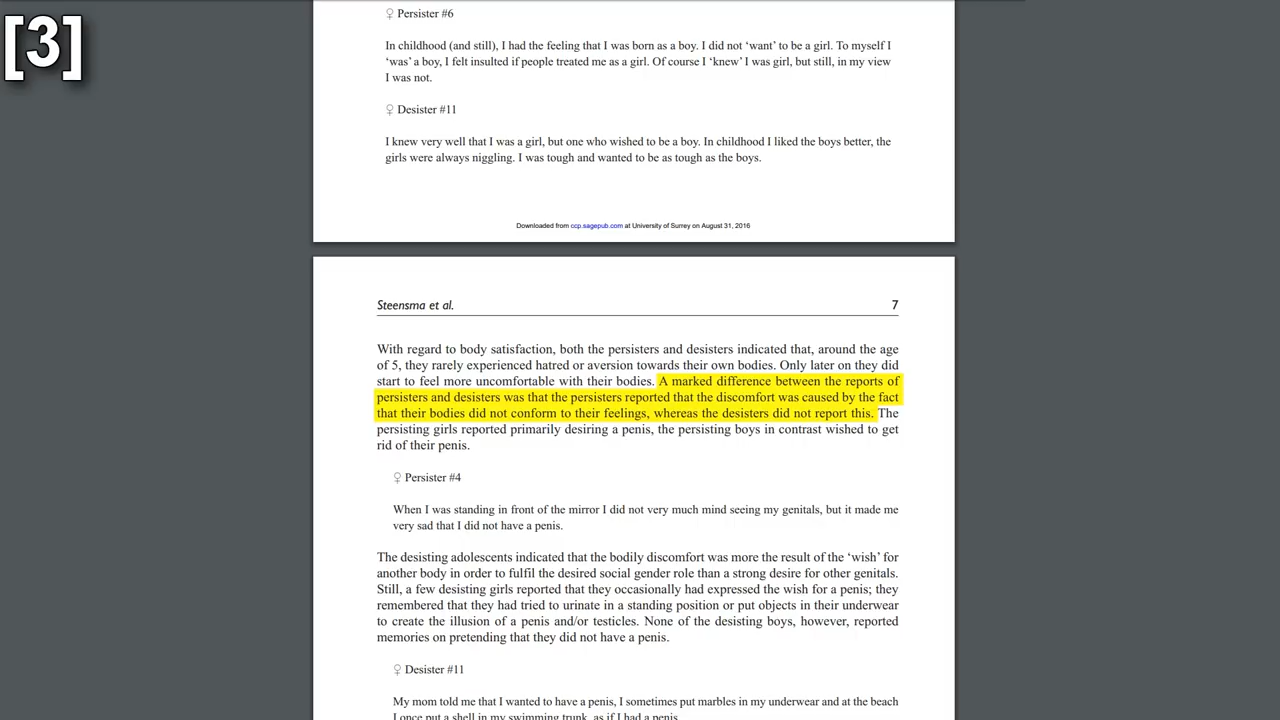 [3]
♀ Persister #6
In childhood (and still), I had the feeling that I was born as a boy. I did not ‘want’ to be a girl. To myself I
‘was’ a boy, I felt insulted if people treated me as a girl. Of course I ‘knew’ I was girl, but still, in my view
I was not.
♀ Desister #11
I knew very well that I was a girl, but one who wished to be a boy. In childhood I liked the boys better, the
girls were always niggling. I was tough and wanted to be as tough as the boys.
Downloaded from ccp.sagepub.com at University of Surrey on August 31, 2016
Steensma et al. 7
With regard to body satisfaction, both the persisters and desisters indicated that, around the age
of 5, they rarely experienced hatred or aversion towards their own bodies. Only later on they did
start to feel more uncomfortable with their bodies. A marked difference between the reports of
persisters and desisters was that the persisters reported that the discomfort was caused by the fact
that their bodies did not conform to their feelings, whereas the desisters did not report this. The
persisting girls reported primarily desiring a penis, the persisting boys in contrast wished to get
rid of their penis.
♀ Persister #4
When I was standing in front of the mirror I did not very much mind seeing my genitals, but it made me
very sad that I did not have a penis.
The desisting adolescents indicated that the bodily discomfort was more the result of the ‘wish’ for
another body in order to fulfil the desired social gender role than a strong desire for other genitals.
Still, a few desisting girls reported that they occasionally had expressed the wish for a penis; they
remembered that they had tried to urinate in a standing position or put objects in their underwear
to create the illusion of a penis and/or testicles. None of the desisting boys, however, reported
memories on pretending that they did not have a penis.
♀ Desister #11
My mom told me that I wanted to have a penis, I sometimes put marbles in my underwear and at the beach
I once put a shell in my swimming trunk, as if I had a penis.